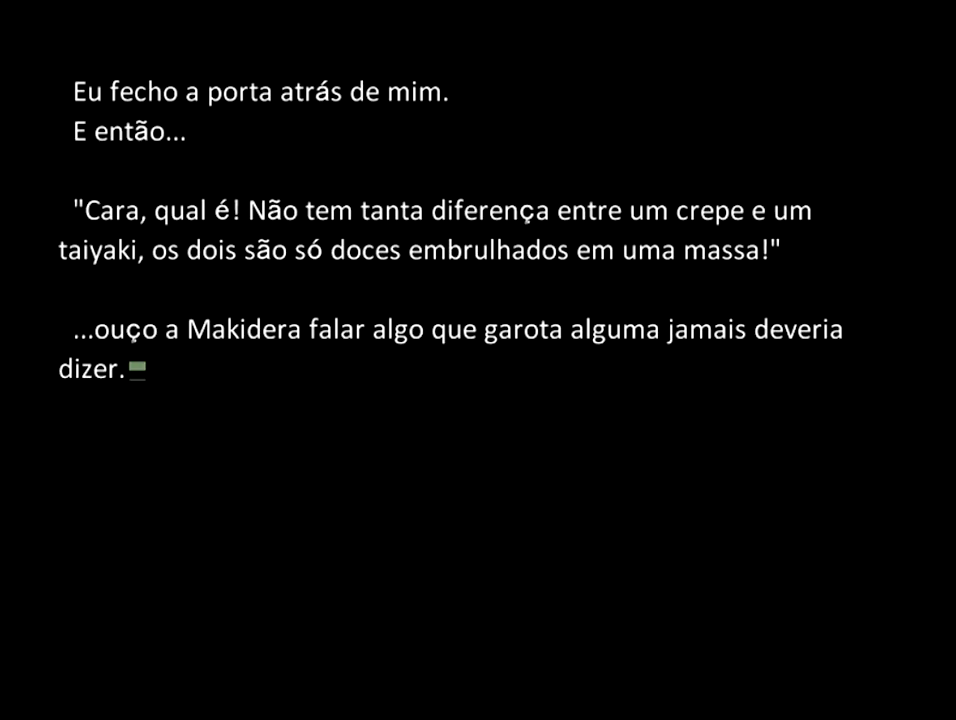 Eu fecho a porta atrás de mim.
E então...
"Cara, qual é! Não tem tanta diferença entre um crepe e um
taiyaki, os dois são só doces embrulhados em uma massa!"
...ouço a Makidera falar algo que garota alguma jamais deveria
dizer.